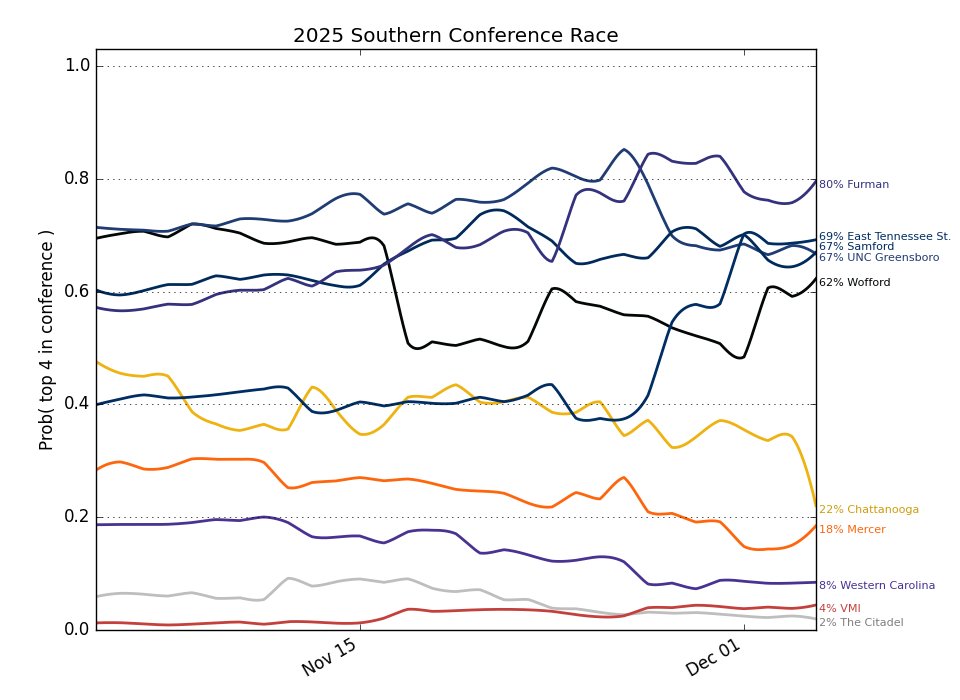 2025 Southern Conference Race
Prob( top 4 in conference )
1.0
0.8
0.6
0.4
0.2
0.0
Nov 15
Dec 01
80% Furman
69% East Tennessee St.
67% Samford
67% UNC Greensboro
62% Wofford
22% Chattanooga
18% Mercer
8% Western Carolina
4% VMI
2% The Citadel